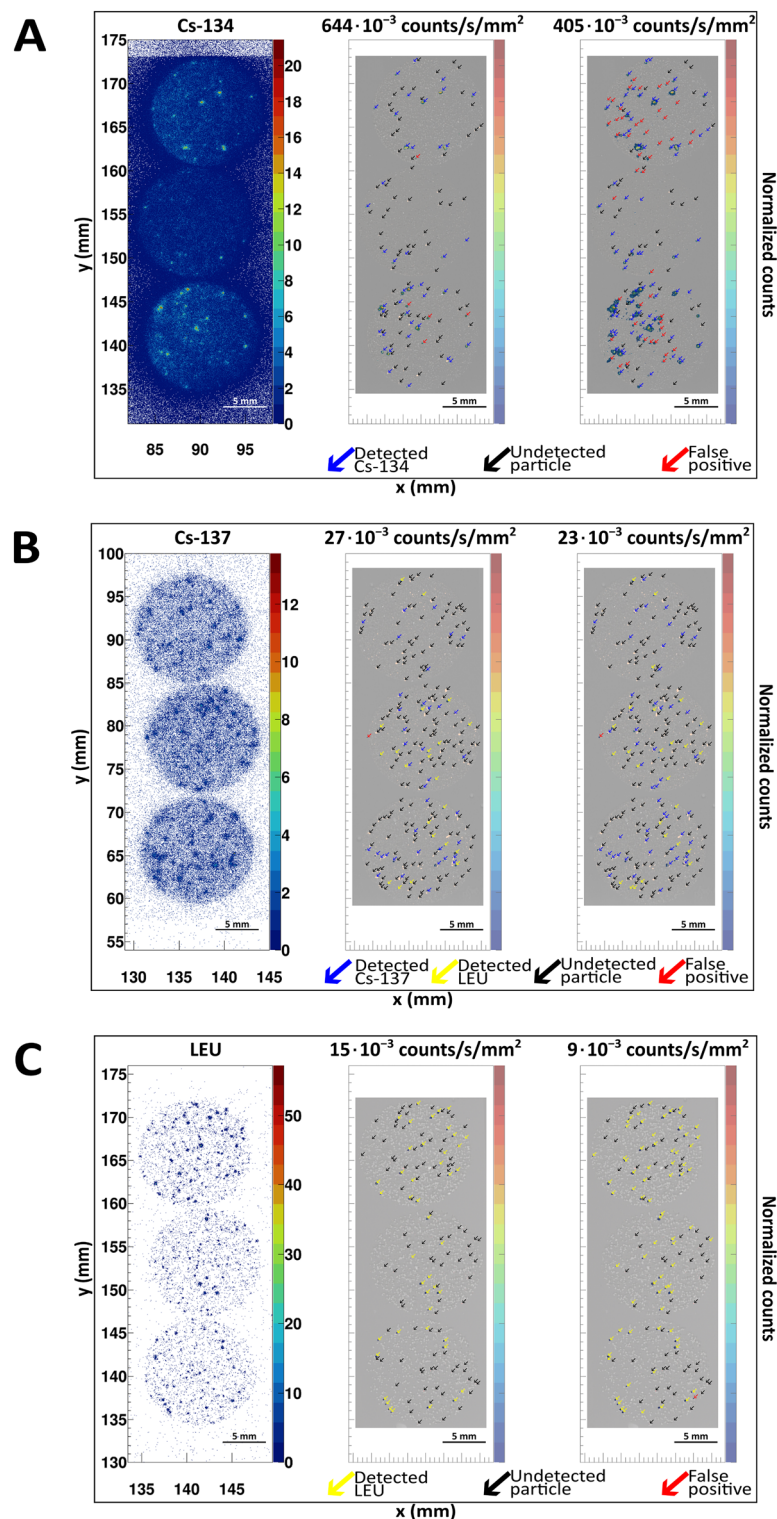 A
Cs-134
644·10⁻³ counts/s/mm²
405·10⁻³ counts/s/mm²
175
170
165
160
155
150
145
140
135
y (mm)
20
18
16
14
12
10
8
6
4
2
0
5 mm
5 mm
5 mm
Normalized counts
85 90 95
Detected Cs-134
Undetected particle
False positive
x (mm)
B
Cs-137
27·10⁻³ counts/s/mm²
23·10⁻³ counts/s/mm²
100
95
90
85
80
75
70
65
60
55
y (mm)
12
10
8
6
4
2
0
5 mm
5 mm
5 mm
Normalized counts
130 135 140 145
Detected Cs-137
Detected LEU
Undetected particle
False positive
x (mm)
C
LEU
15·10⁻³ counts/s/mm²
9·10⁻³ counts/s/mm²
175
170
165
160
155
150
145
140
135
130
y (mm)
50
40
30
20
10
0
5 mm
5 mm
5 mm
Normalized counts
135 140 145
Detected LEU
Undetected particle
False positive
x (mm)